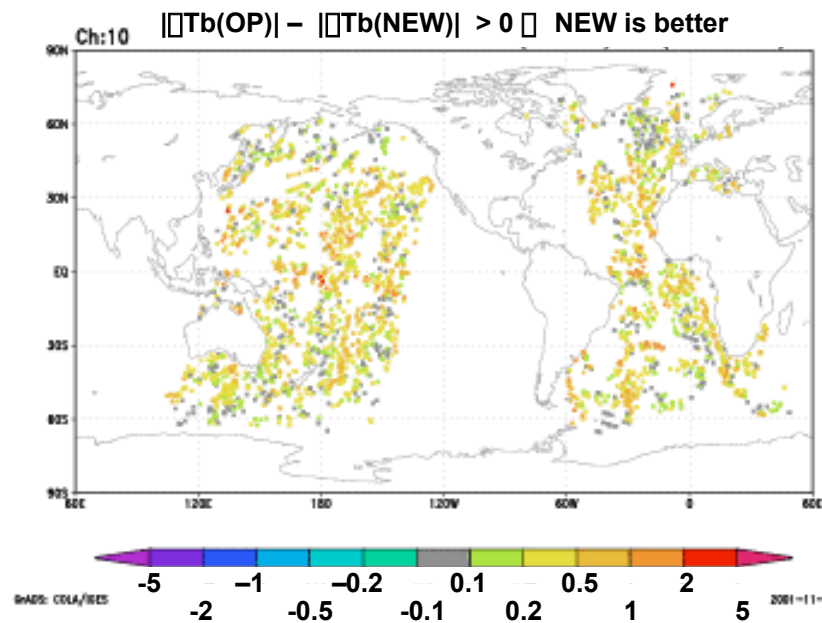 |▯Tb(OP)| – |▯Tb(NEW)| > 0 ▯ NEW is better
Ch:10
90N
60N
30N
EQ
30S
60S
90S
60E 120E 180 120W 60W 0 60E
-5 –1 –0.2 0.1 0.5 2
-2 -0.5 -0.1 0.2 1 5
GrADS: COLA/IGES
2001-11-